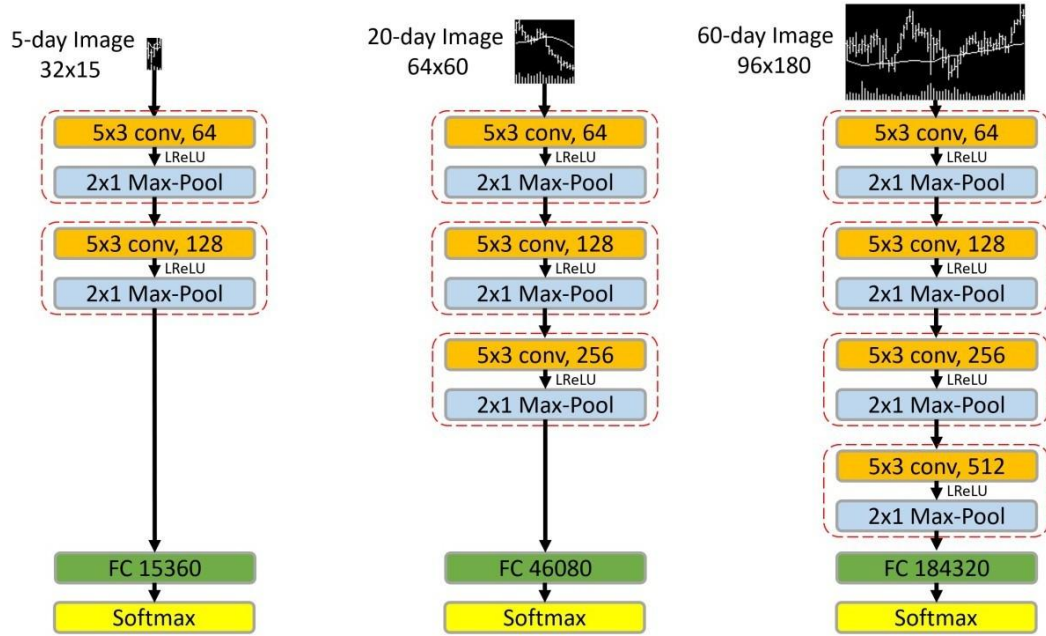 5-day Image
32x15
5x3 conv, 64
LReLU
2x1 Max-Pool
5x3 conv, 128
LReLU
2x1 Max-Pool
FC 15360
Softmax
20-day Image
64x60
5x3 conv, 64
LReLU
2x1 Max-Pool
5x3 conv, 128
LReLU
2x1 Max-Pool
5x3 conv, 256
LReLU
2x1 Max-Pool
FC 46080
Softmax
60-day Image
96x180
5x3 conv, 64
LReLU
2x1 Max-Pool
5x3 conv, 128
LReLU
2x1 Max-Pool
5x3 conv, 256
LReLU
2x1 Max-Pool
5x3 conv, 512
LReLU
2x1 Max-Pool
FC 184320
Softmax